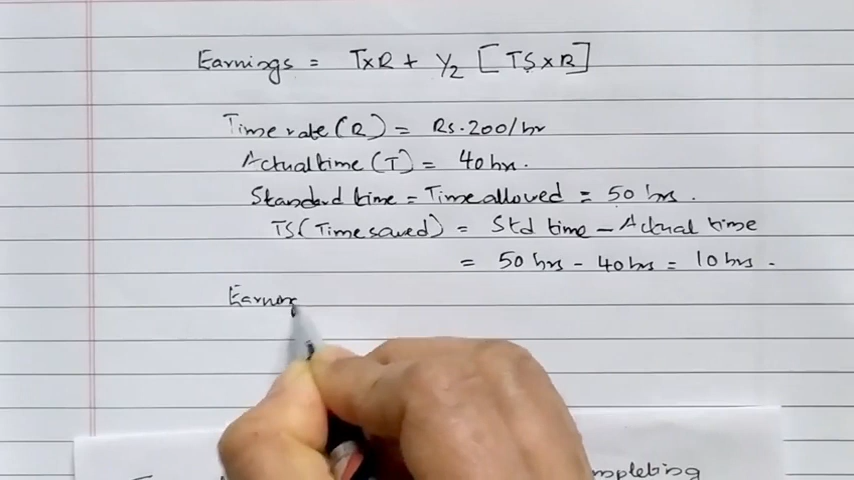 Earnings = T×R + 1/2 [TS×R]
Time rate (R) = Rs.200/hr
Actual time (T) = 40 hrs.
Standard time = Time allowed = 50 hrs.
TS (Time saved) = Std time - Actual time
= 50 hrs - 40 hrs = 10 hrs.
Earning